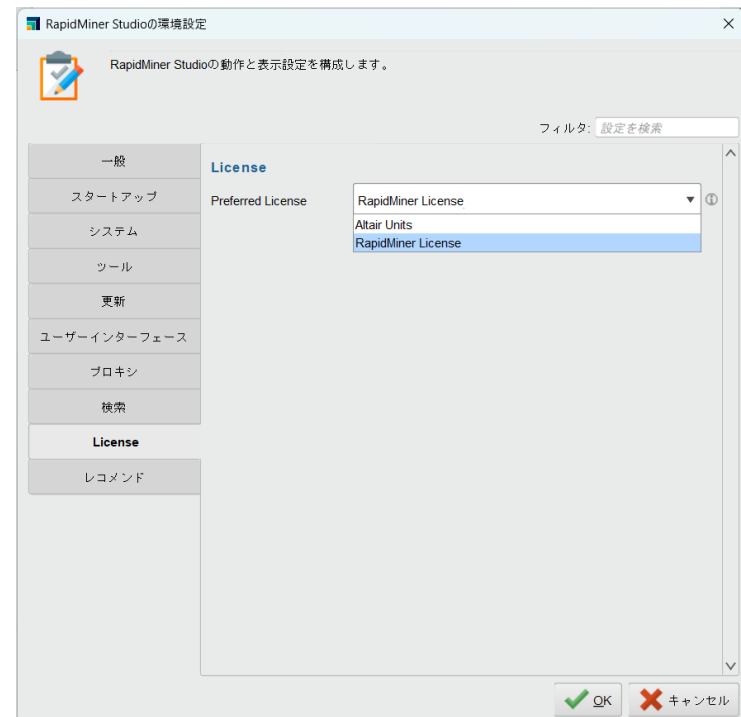 RapidMiner Studioの環境設定
RapidMiner Studioの動作と表示設定を構成します。
フィルタ: 設定を検索
一般
スタートアップ
システム
ツール
更新
ユーザーインターフェース
プロキシ
検索
License
レコメンド
License
Preferred License
RapidMiner License
Altair Units
RapidMiner License
OK
キャンセル